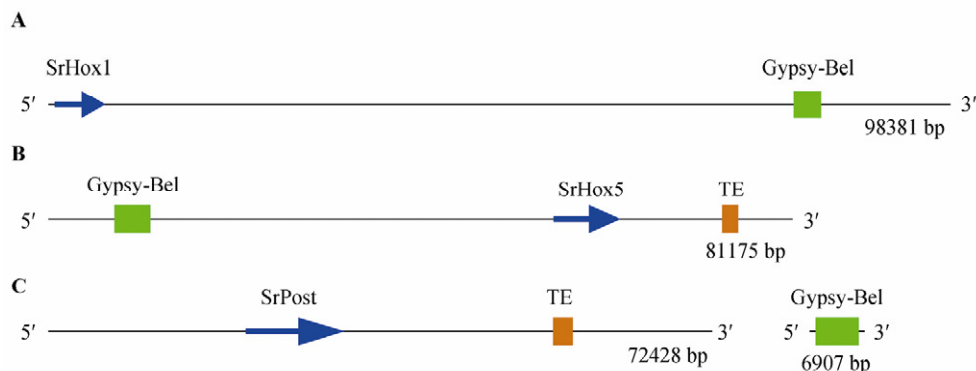 A
SrHox1
Gypsy-Bel
5′
3′
98381 bp
B
Gypsy-Bel
SrHox5
TE
5′
3′
81175 bp
C
SrPost
TE
Gypsy-Bel
5′
3′
5′
3′
72428 bp
6907 bp